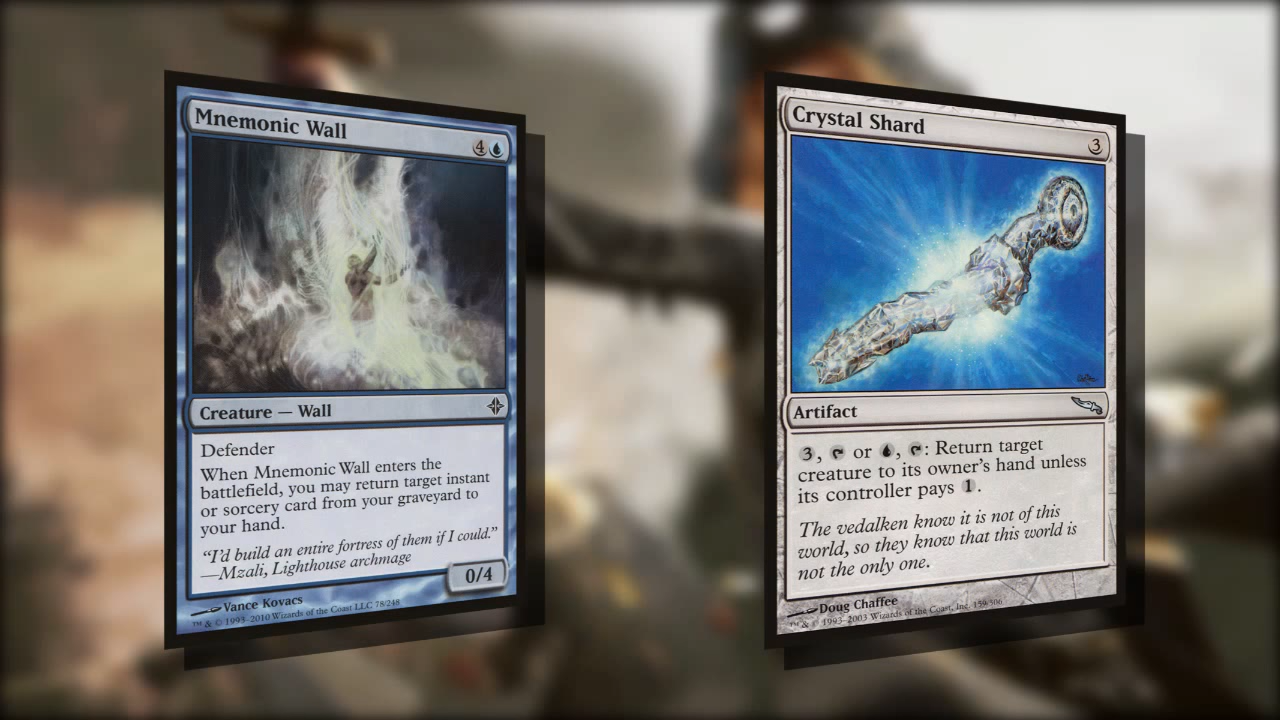 Mnemonic Wall
4
Creature — Wall
Defender
When Mnemonic Wall enters the
battlefield, you may return target instant
or sorcery card from your graveyard to
your hand.
“I’d build an entire fortress of them if I could.”
—Mzali, Lighthouse archmage
0/4
Vance Kovacs
™ & © 1993–2010 Wizards of the Coast LLC 78/248
Crystal Shard
3
Artifact
3, or , : Return target
creature to its owner’s hand unless
its controller pays 1.
The vedalken know it is not of this
world, so they know that this world is
not the only one.
Doug Chaffee
™ & © 1993–2003 Wizards of the Coast, Inc. 159/306